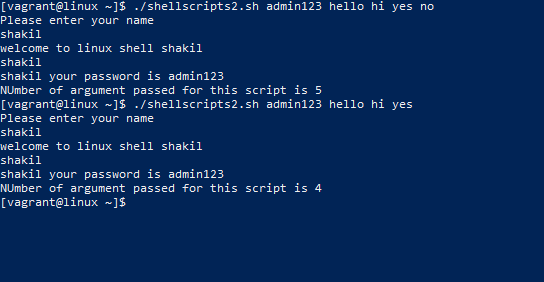 [vagrant@linux ~]$ ./shellscripts2.sh admin123 hello hi yes no
Please enter your name
shakil
welcome to linux shell shakil
shakil
shakil your password is admin123
NUmber of argument passed for this script is 5
[vagrant@linux ~]$ ./shellscripts2.sh admin123 hello hi yes
Please enter your name
shakil
welcome to linux shell shakil
shakil
shakil your password is admin123
NUmber of argument passed for this script is 4
[vagrant@linux ~]$